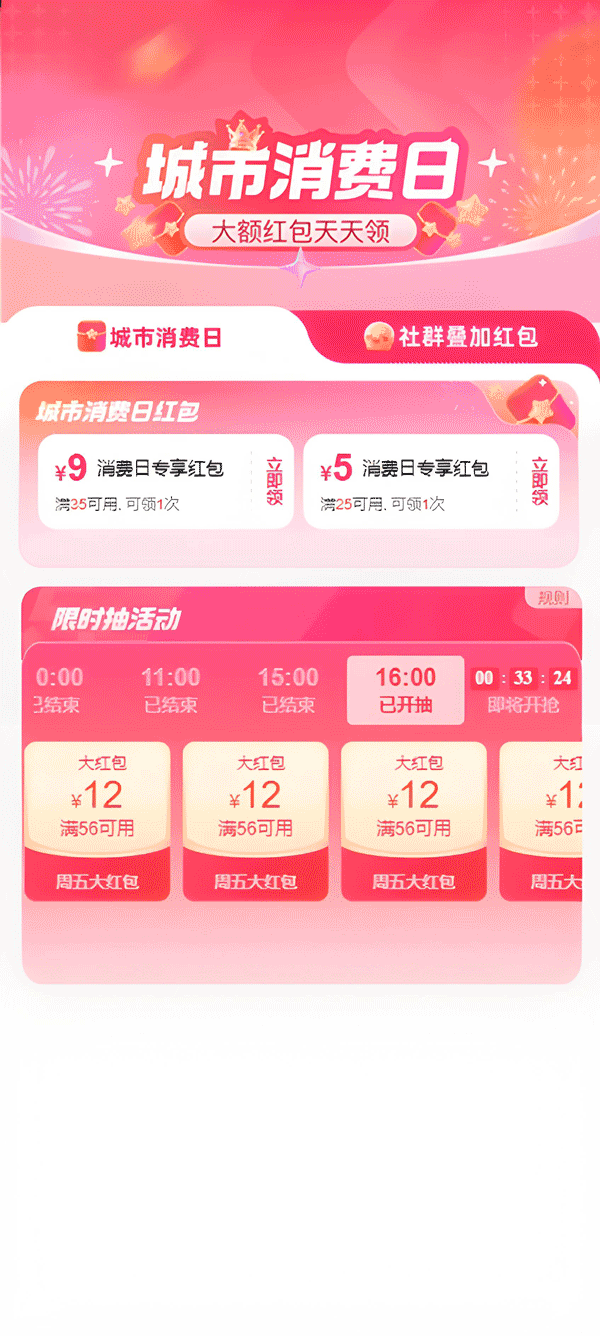 城市消费日
大额红包天天领
城市消费日
社群叠加红包
城市消费日红包
¥9 消费日专享红包
满35可用, 可领1次
立即领
¥5 消费日专享红包
满25可用, 可领1次
立即领
限时抽活动
规则
0:00
已结束
11:00
已结束
15:00
已结束
16:00
已开抽
00 : 33 : 24
即将开抢
大红包
¥12
满56可用
周五大红包
大红包
¥12
满56可用
周五大红包
大红包
¥12
满56可用
周五大红包
大红
¥12
满56可
周五大红